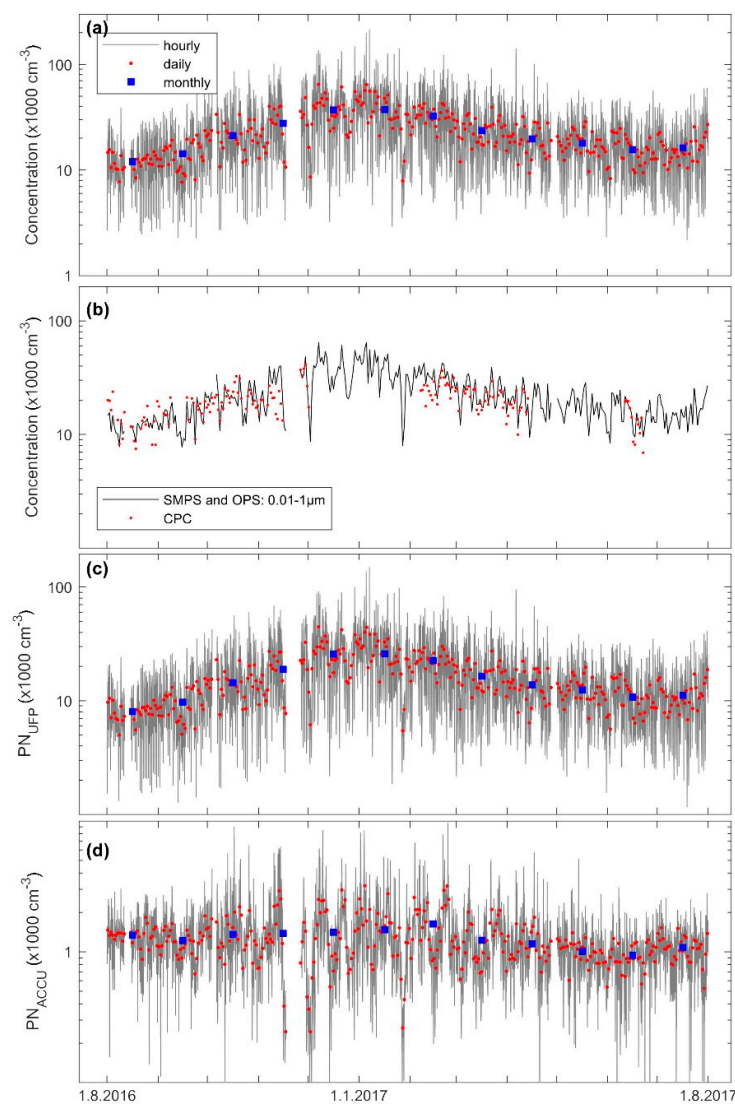 (a)
hourly
daily
monthly
100
10
1
Concentration (x1000 cm-3)
(b)
100
10
Concentration (x1000 cm-3)
SMPS and OPS: 0.01-1µm
CPC
(c)
100
10
PNUFP (x1000 cm-3)
(d)
1
PNACCU (x1000 cm-3)
1.8.2016 1.1.2017 1.8.2017